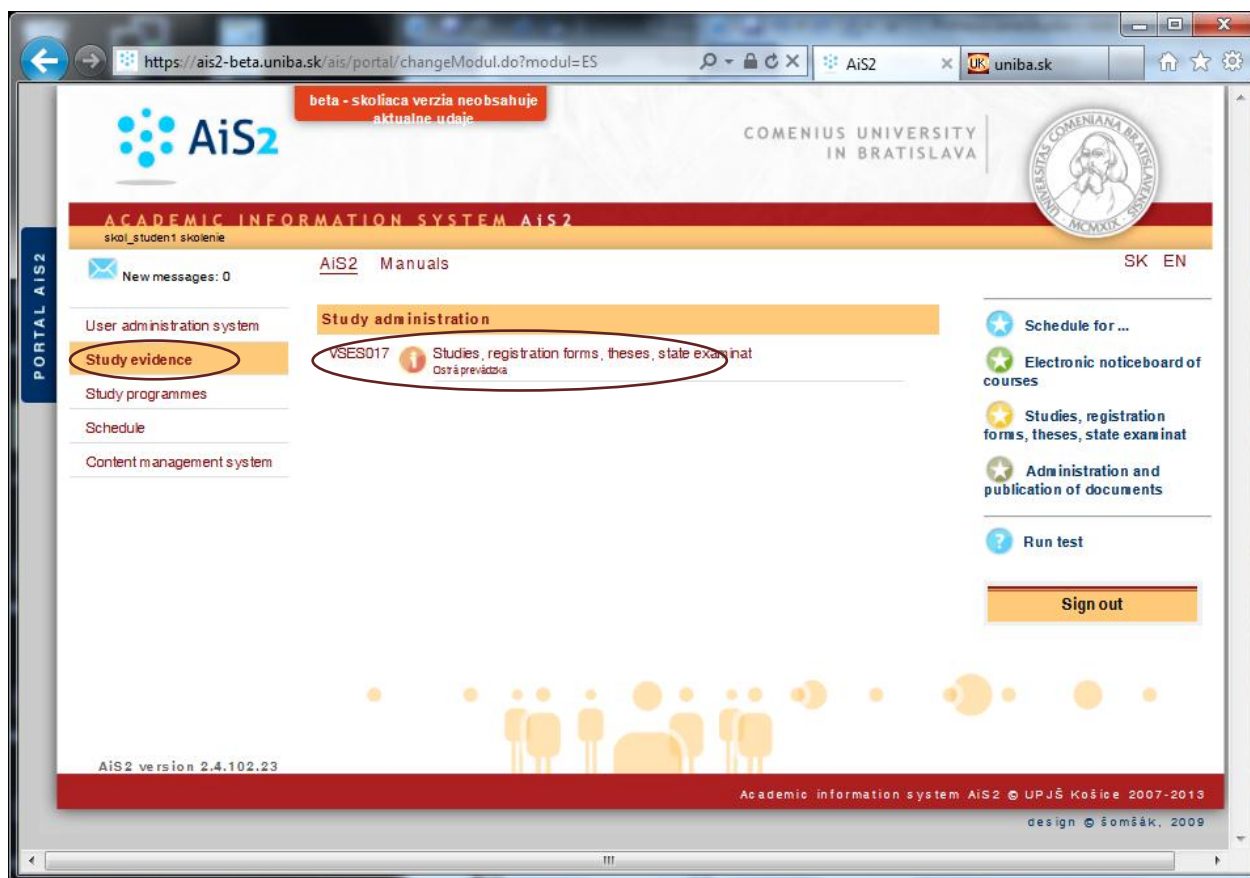 https://ais2-beta.uniba.sk/ais/portal/changeModul.do?modul=ES
AiS2
UK uniba.sk
beta - skoliaca verzia neobsahuje
aktualne udaje
AiS2
COMENIUS UNIVERSITY
IN BRATISLAVA
ACADEMIC INFORMATION SYSTEM AiS2
skol_student1 skolenie
PORTAL AiS2
New messages: 0
AiS2 Manuals
SK EN
User administration system
Study evidence
Study programmes
Schedule
Content management system
Study administration
VSES017 Studies, registration forms, theses, state examinat
Ostrá prevádzka
Schedule for ...
Electronic noticeboard of
courses
Studies, registration
forms, theses, state examinat
Administration and
publication of documents
Run test
Sign out
AiS2 version 2.4.102.23
Academic information system AiS2 © UPJŠ Košice 2007-2013
design © šomšák, 2009